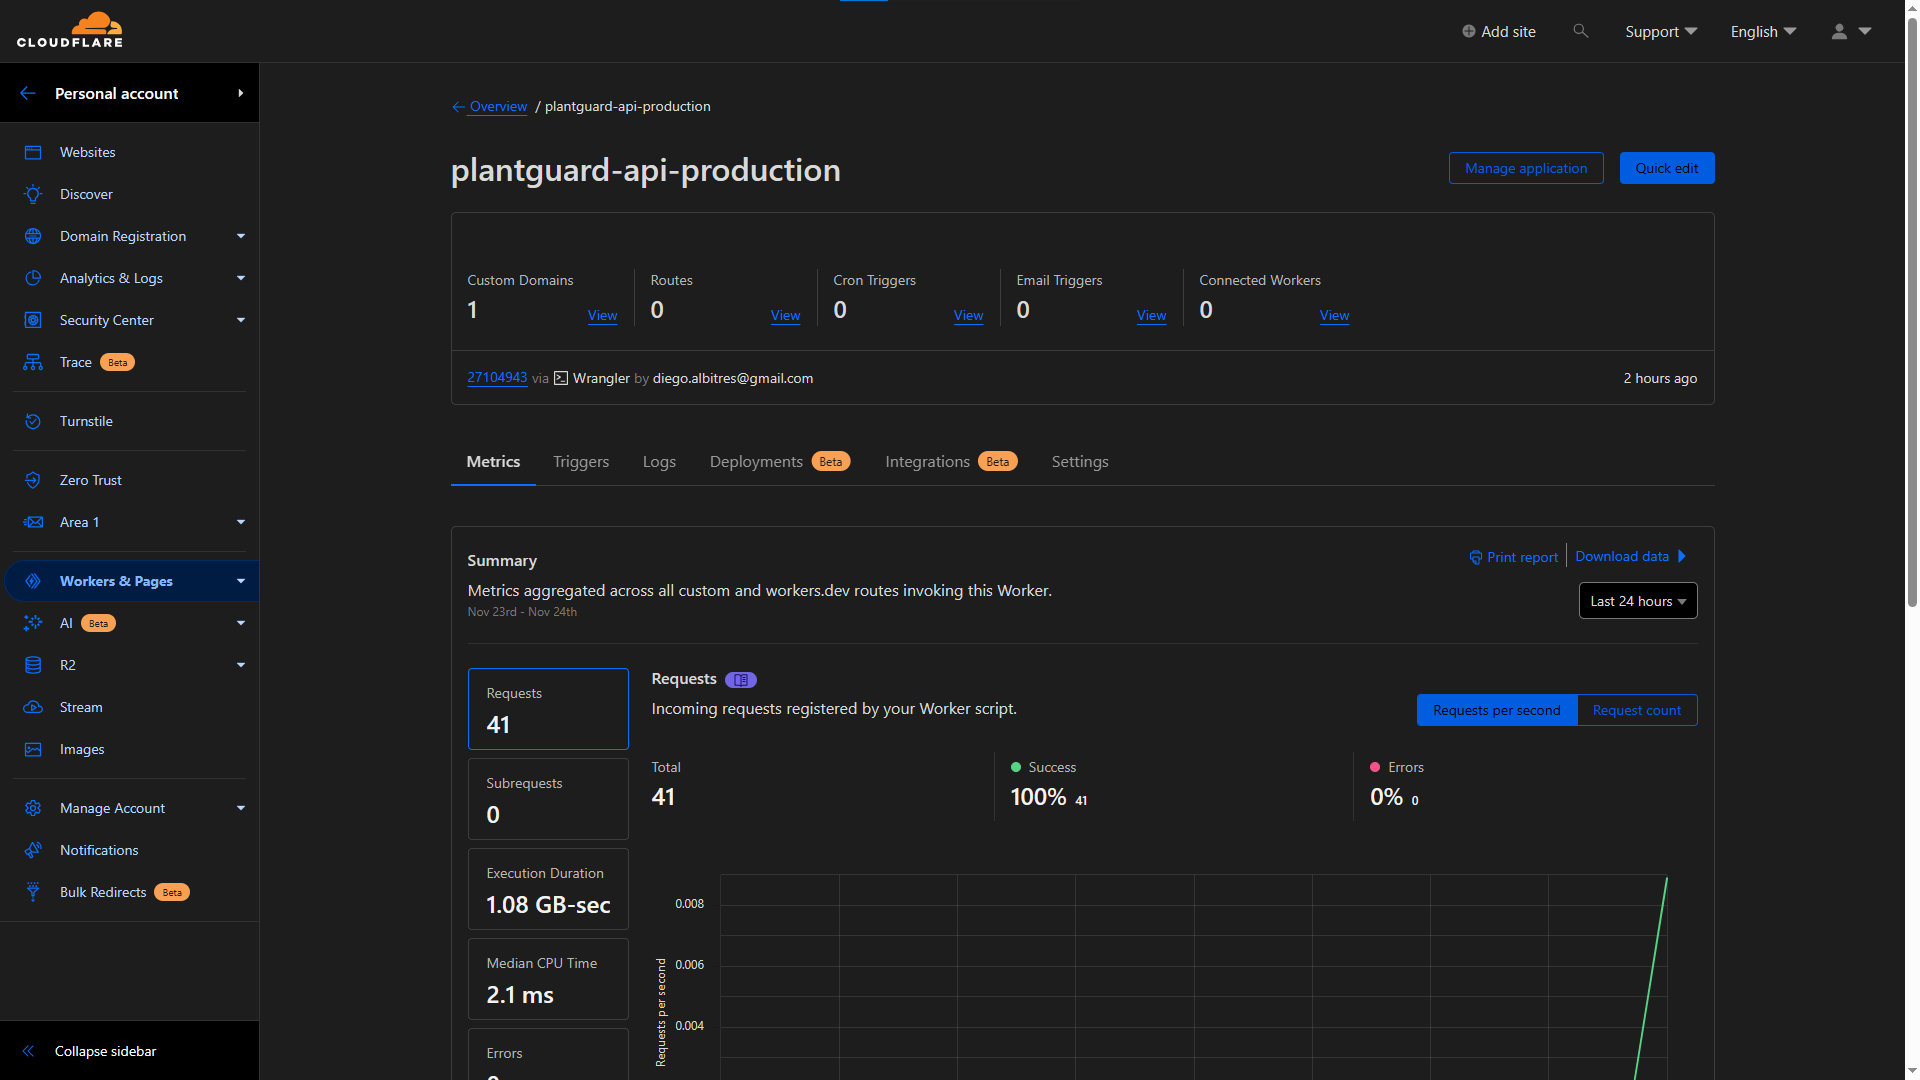 CLOUDFLARE
Add site
Support
English
Personal account
Websites
Discover
Domain Registration
Analytics & Logs
Security Center
Trace Beta
Turnstile
Zero Trust
Area 1
Workers & Pages
AI Beta
R2
Stream
Images
Manage Account
Notifications
Bulk Redirects Beta
Collapse sidebar
Overview / plantguard-api-production
plantguard-api-production
Manage application
Quick edit
Custom Domains
1
View
Routes
0
View
Cron Triggers
0
View
Email Triggers
0
View
Connected Workers
0
View
27104943 via Wrangler by diego.albitres@gmail.com
2 hours ago
Metrics
Triggers
Logs
Deployments Beta
Integrations Beta
Settings
Summary
Print report
Download data
Metrics aggregated across all custom and workers.dev routes invoking this Worker.
Nov 23rd - Nov 24th
Last 24 hours
Requests
41
Subrequests
0
Execution Duration
1.08 GB-sec
Median CPU Time
2.1 ms
Errors
Requests
Incoming requests registered by your Worker script.
Requests per second
Request count
Total
41
Success
100% 41
Errors
0% 0
0.008
0.006
0.004
Requests per second